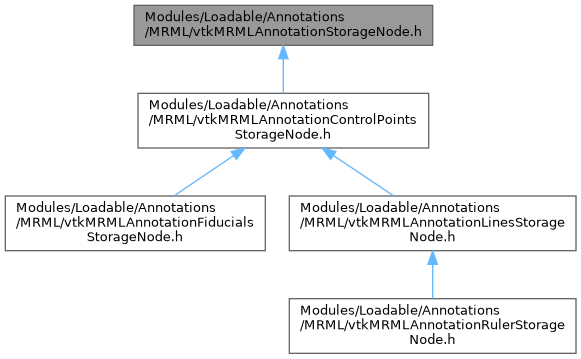 Modules/Loadable/Annotations
/MRML/vtkMRMLAnnotationStorageNode.h
Modules/Loadable/Annotations
/MRML/vtkMRMLAnnotationControlPoints
StorageNode.h
Modules/Loadable/Annotations
/MRML/vtkMRMLAnnotationFiducials
StorageNode.h
Modules/Loadable/Annotations
/MRML/vtkMRMLAnnotationLinesStorage
Node.h
Modules/Loadable/Annotations
/MRML/vtkMRMLAnnotationRulerStorage
Node.h